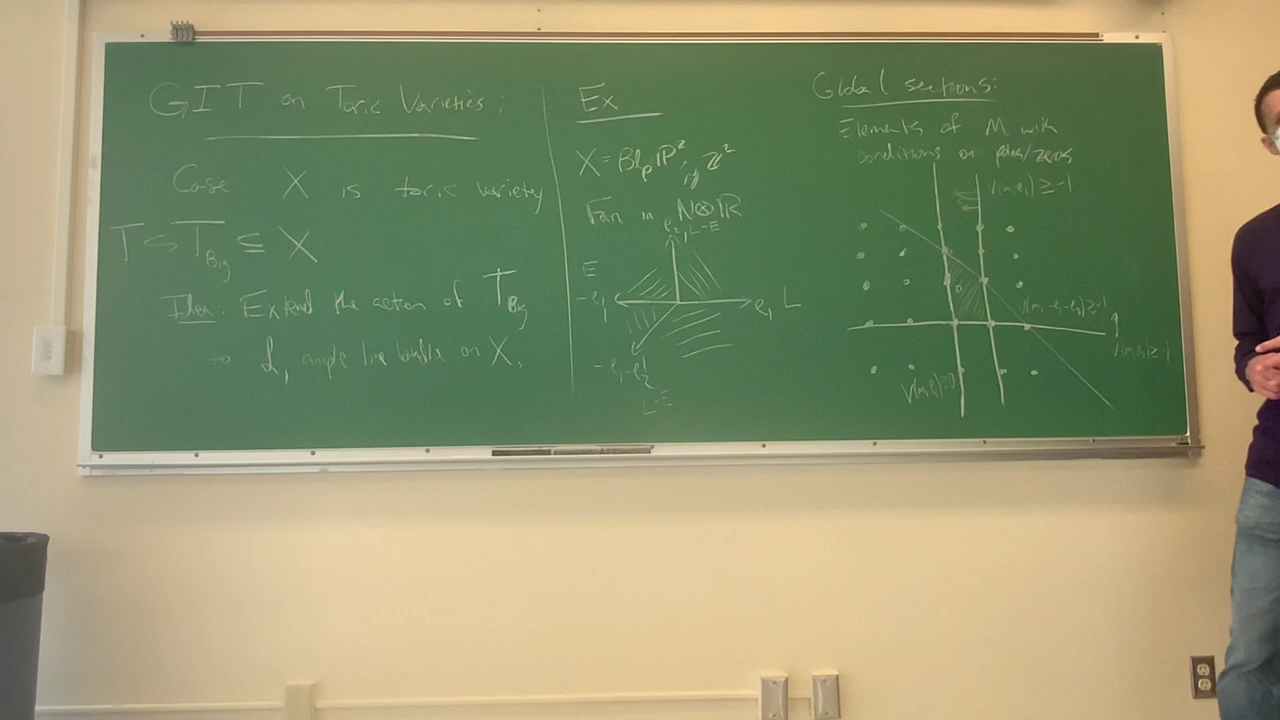 GIT on Toric Varieties:
Case X is toric variety
T ↪ T_Big ⊆ X
Idea: Extend the action of T_Big
to L, ample line bundle on X.
Ex
X = Bl_p P²
Z²
Fan in N⊗R
e₂, L-E
E
-e₁
e₁ L
-e₁-e₂
L-E
Global sections:
Elements of M with
conditions on poles/zeros
V(m,e₁) ≥ -1
V(m,-e₁-e₂) ≥ -1